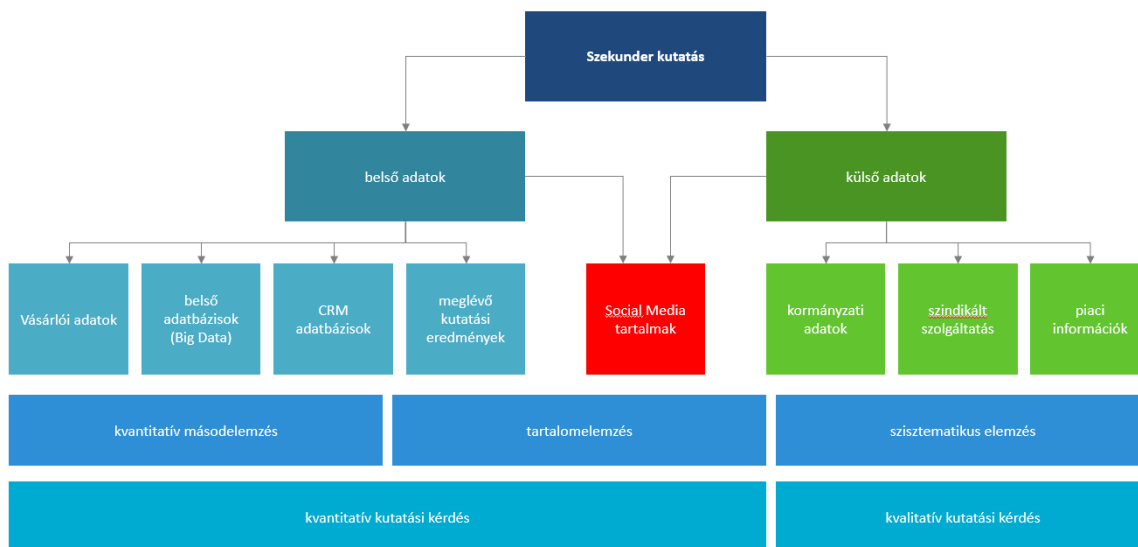 Szekunder kutatás
belső adatok
külső adatok
Vásárlói adatok
belső
adatbázisok
(Big Data)
CRM
adatbázisok
meglévő
kutatási
eredmények
Social Media
tartalmak
kormányzati
adatok
szindikált
szolgáltatás
piaci
információk
kvantitatív másodelemzés
tartalomelemzés
szisztematikus elemzés
kvantitatív kutatási kérdés
kvalitatív kutatási kérdés